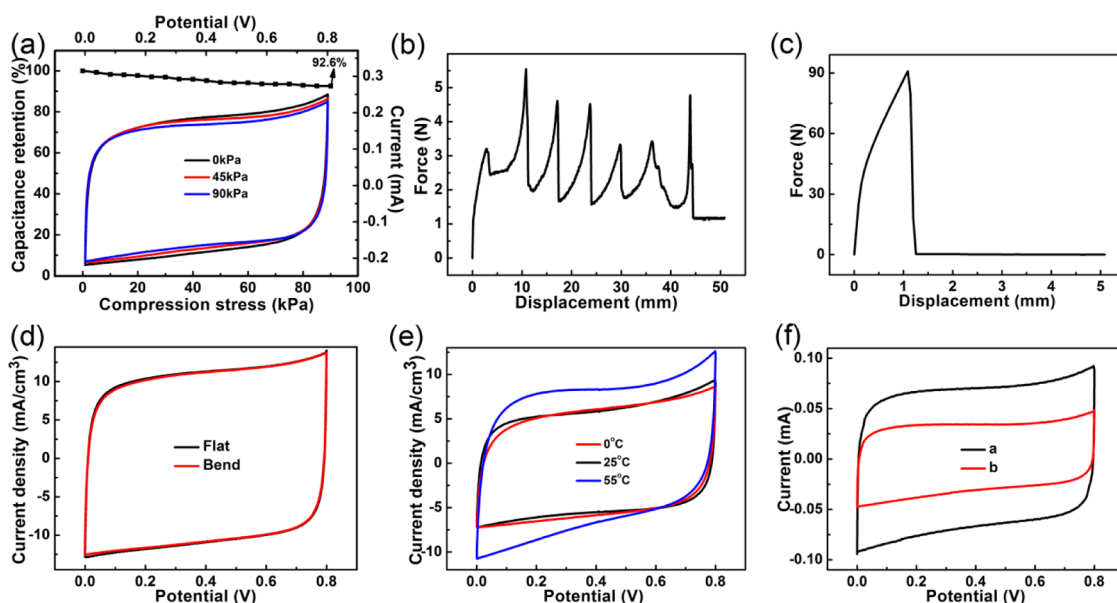 (a)
Potential (V)
0.0 0.2 0.4 0.6 0.8
Capacitance retention (%)
100
80
60
40
20
0
92.6%
0kPa
45kPa
90kPa
0.3
0.2
0.1
0.0
-0.1
-0.2
Current (mA)
0 20 40 60 80 100
Compression stress (kPa)
(b)
Force (N)
5
4
3
2
1
0
0 10 20 30 40 50
Displacement (mm)
(c)
Force (N)
90
60
30
0
0 1 2 3 4 5
Displacement (mm)
(d)
Current density (mA/cm³)
10
5
0
-5
-10
Flat
Bend
0.0 0.2 0.4 0.6 0.8
Potential (V)
(e)
Current density (mA/cm³)
10
5
0
-5
-10
0°C
25°C
55°C
0.0 0.2 0.4 0.6 0.8
Potential (V)
(f)
Current (mA)
0.10
0.05
0.00
-0.05
-0.10
a
b
0.0 0.2 0.4 0.6 0.8
Potential (V)